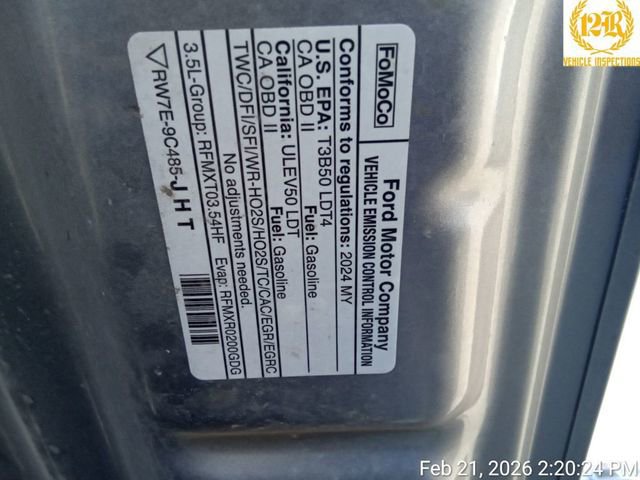 FoMoCo
Ford Motor Company
VEHICLE EMISSION CONTROL INFORMATION
Conforms to regulations: 2024 MY
U.S. EPA: T3B50 LDT4 Fuel: Gasoline
CA OBD II
California: ULEV50 LDT Fuel: Gasoline
CA OBD II
TWC/DFI/SFI/WR-HO2S/HO2S/TC/CAC/EGR/EGRC
No adjustments needed.
3.5L-Group: RFMXT03.54HF Evap: RFMXR0200GDG
RW7E-9C485-J H T
PR
VEHICLE INSPECTIONS
Feb 21, 2026 2:20:24 PM